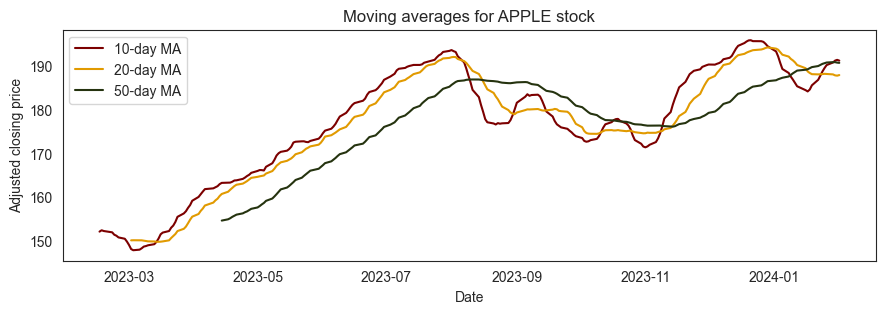 Moving averages for APPLE stock
10-day MA
20-day MA
50-day MA
Adjusted closing price
190
180
170
160
150
2023-03 2023-05 2023-07 2023-09 2023-11 2024-01
Date